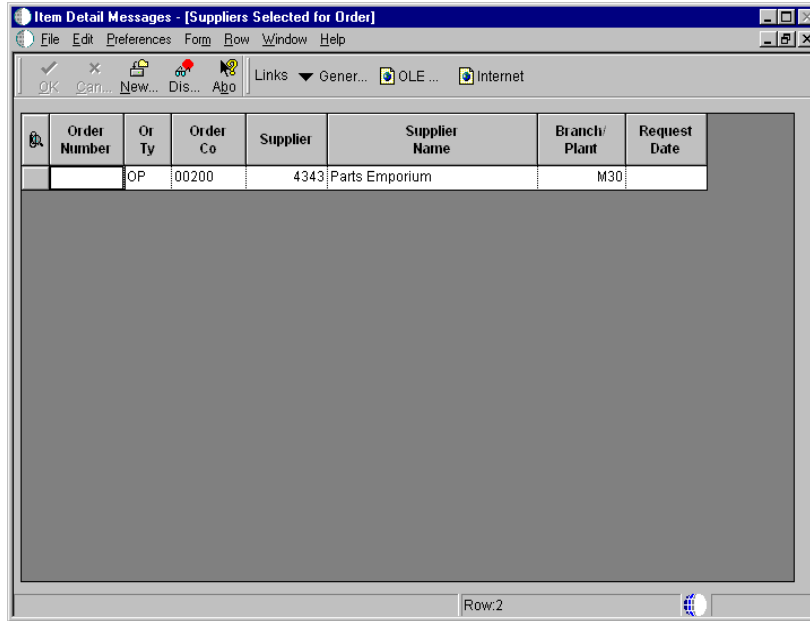 Item Detail Messages - [Suppliers Selected for Order]
File Edit Preferences Form Row Window Help
OK Can... New... Dis... Abo Links Gener... OLE ... Internet
Order Number Or Ty Order Co Supplier Supplier Name Branch/ Plant Request Date
OP 00200 4343 Parts Emporium M30
Row:2